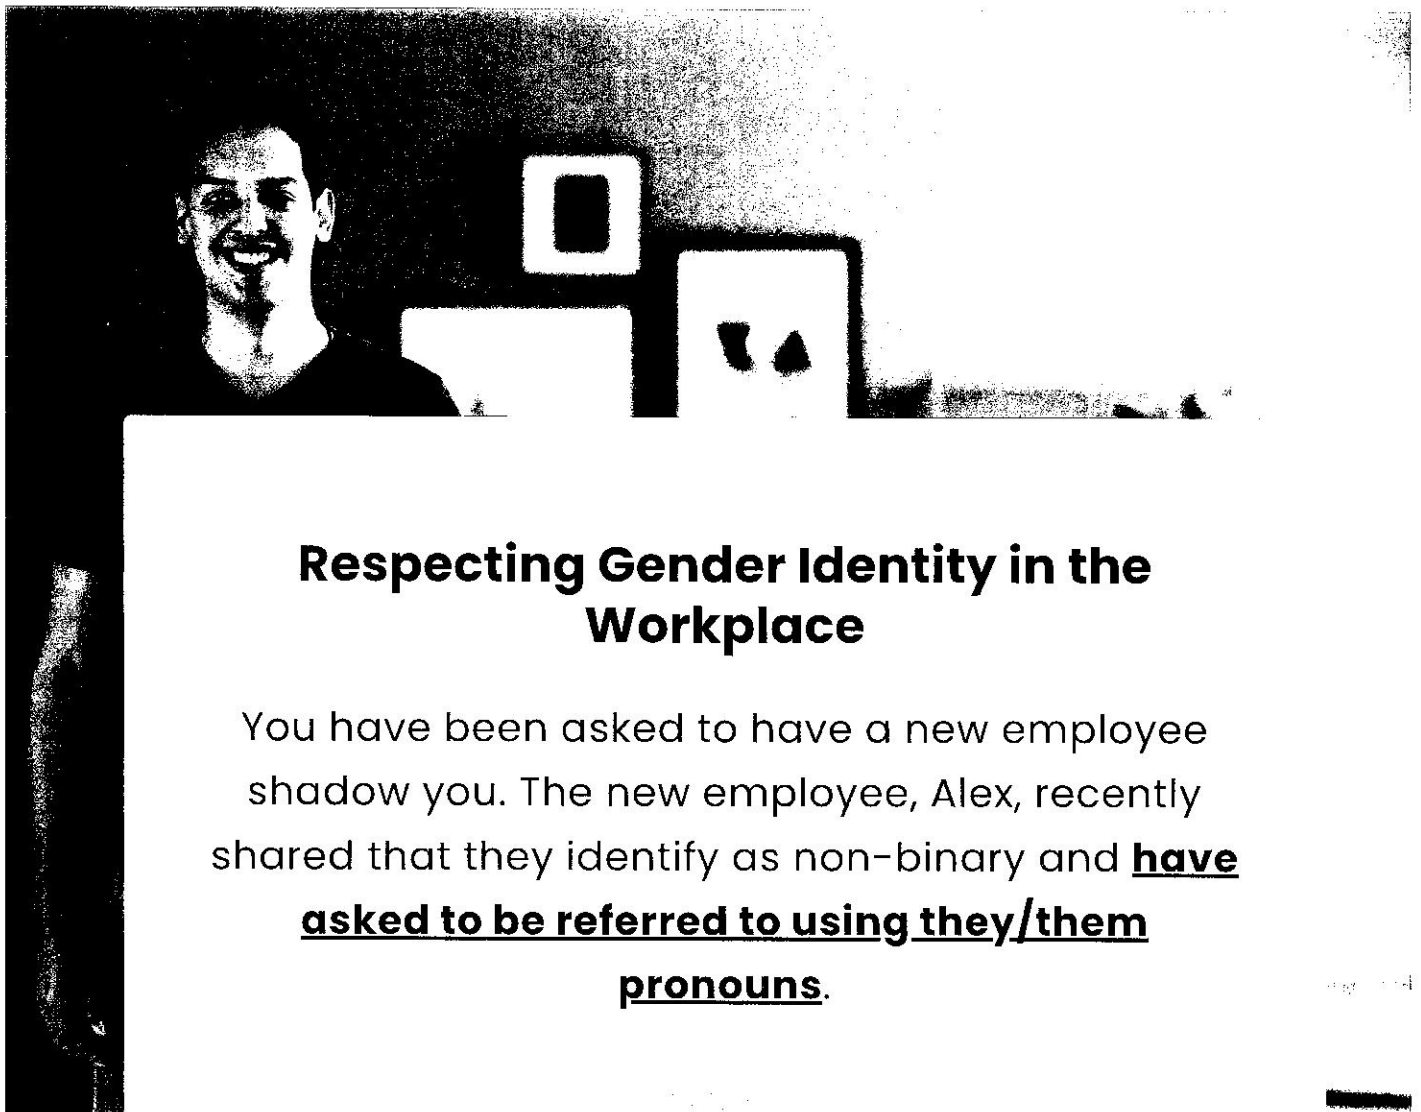 Respecting Gender Identity in the
Workplace
You have been asked to have a new employee
shadow you. The new employee, Alex, recently
shared that they identify as non-binary and have
asked to be referred to using they/them
pronouns.